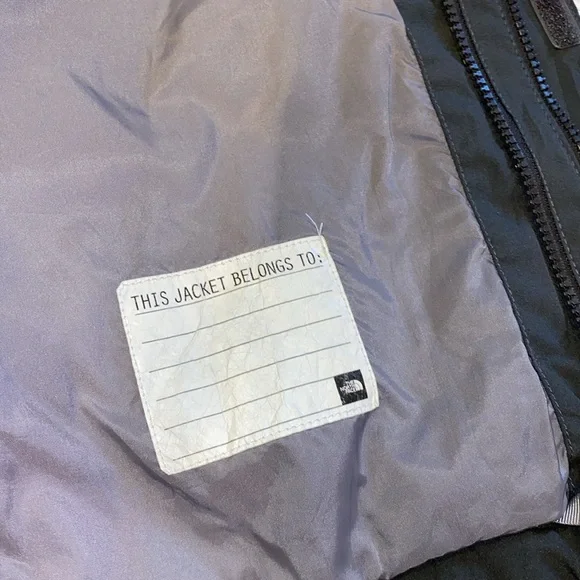 THIS JACKET BELONGS TO:
THE
NORTH
FACE